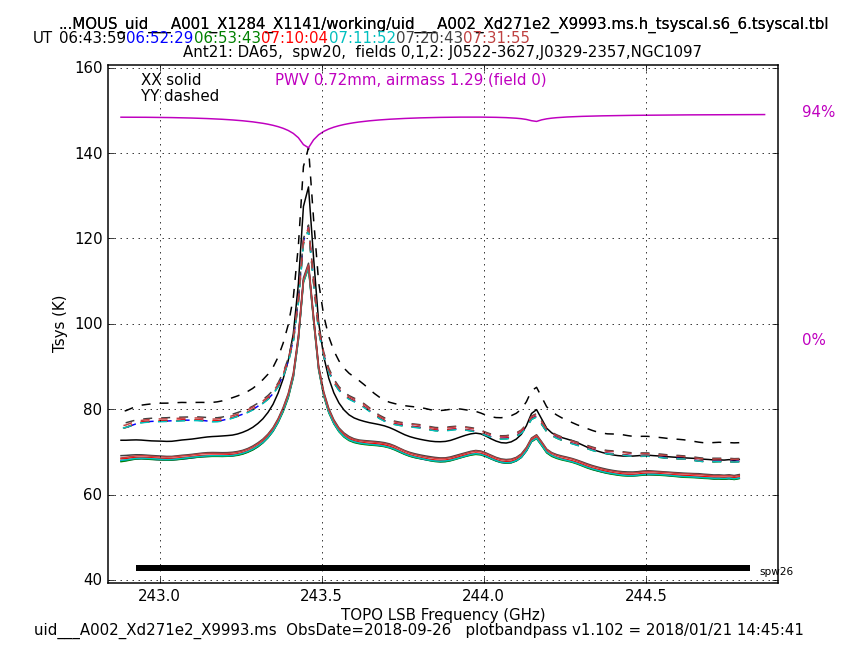 ...MOUS_uid___A001_X1284_X1141/working/uid___A002_Xd271e2_X9993.ms.h_tsyscal.s6_6.tsyscal.tbl
UT 06:43:59 06:52:29 06:53:43 07:10:04 07:11:52 07:20:43 07:31:55
Ant21: DA65, spw20, fields 0,1,2: J0522-3627,J0329-2357,NGC1097
XX solid
PWV 0.72mm, airmass 1.29 (field 0)
YY dashed
160
140
120
100
80
60
40
Tsys (K)
94%
0%
spw26
243.0 243.5 244.0 244.5
TOPO LSB Frequency (GHz)
uid___A002_Xd271e2_X9993.ms ObsDate=2018-09-26 plotbandpass v1.102 = 2018/01/21 14:45:41